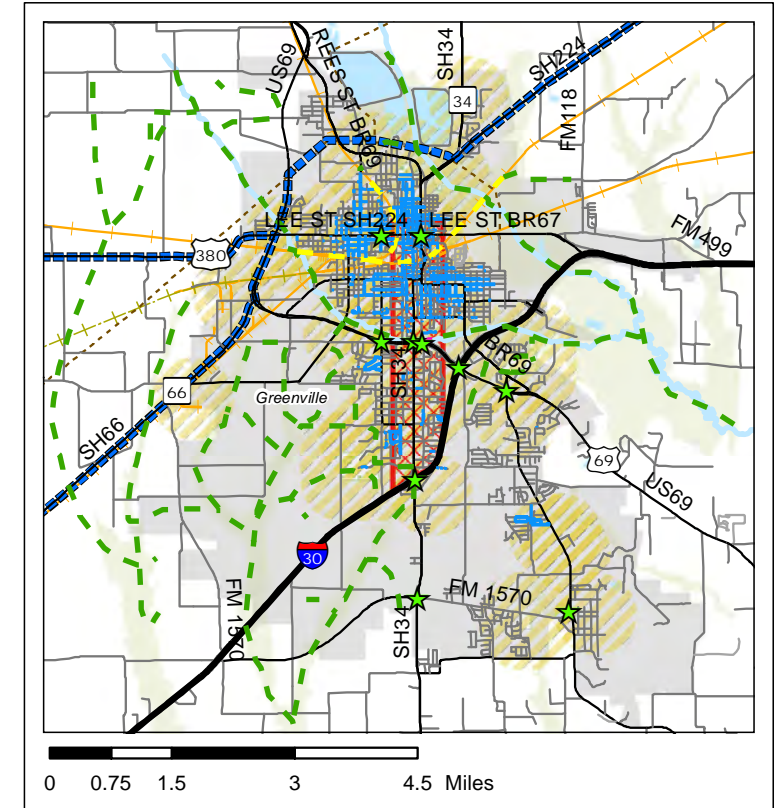 US69
REES ST BR69
SH34
34
SH224
FM118
LEE ST SH224
LEE ST BR67
FM499
380
SH34
BR69
66
Greenville
SH66
69
US69
30
FM 1570
FM 1570
SH34
0 0.75 1.5 3 4.5 Miles